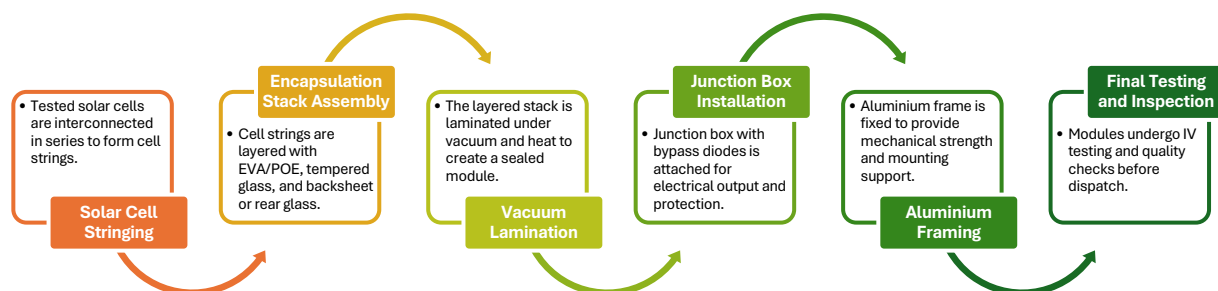 • Tested solar cells
are interconnected
in series to form cell
strings.
Solar Cell
Stringing
Encapsulation
Stack Assembly
• Cell strings are
layered with
EVA/POE, tempered
glass, and backsheet
or rear glass.
• The layered stack is
laminated under
vacuum and heat to
create a sealed
module.
Vacuum
Lamination
Junction Box
Installation
• Junction box with
bypass diodes is
attached for
electrical output and
protection.
• Aluminium frame is
fixed to provide
mechanical strength
and mounting
support.
Aluminium
Framing
Final Testing
and Inspection
• Modules undergo IV
testing and quality
checks before
dispatch.